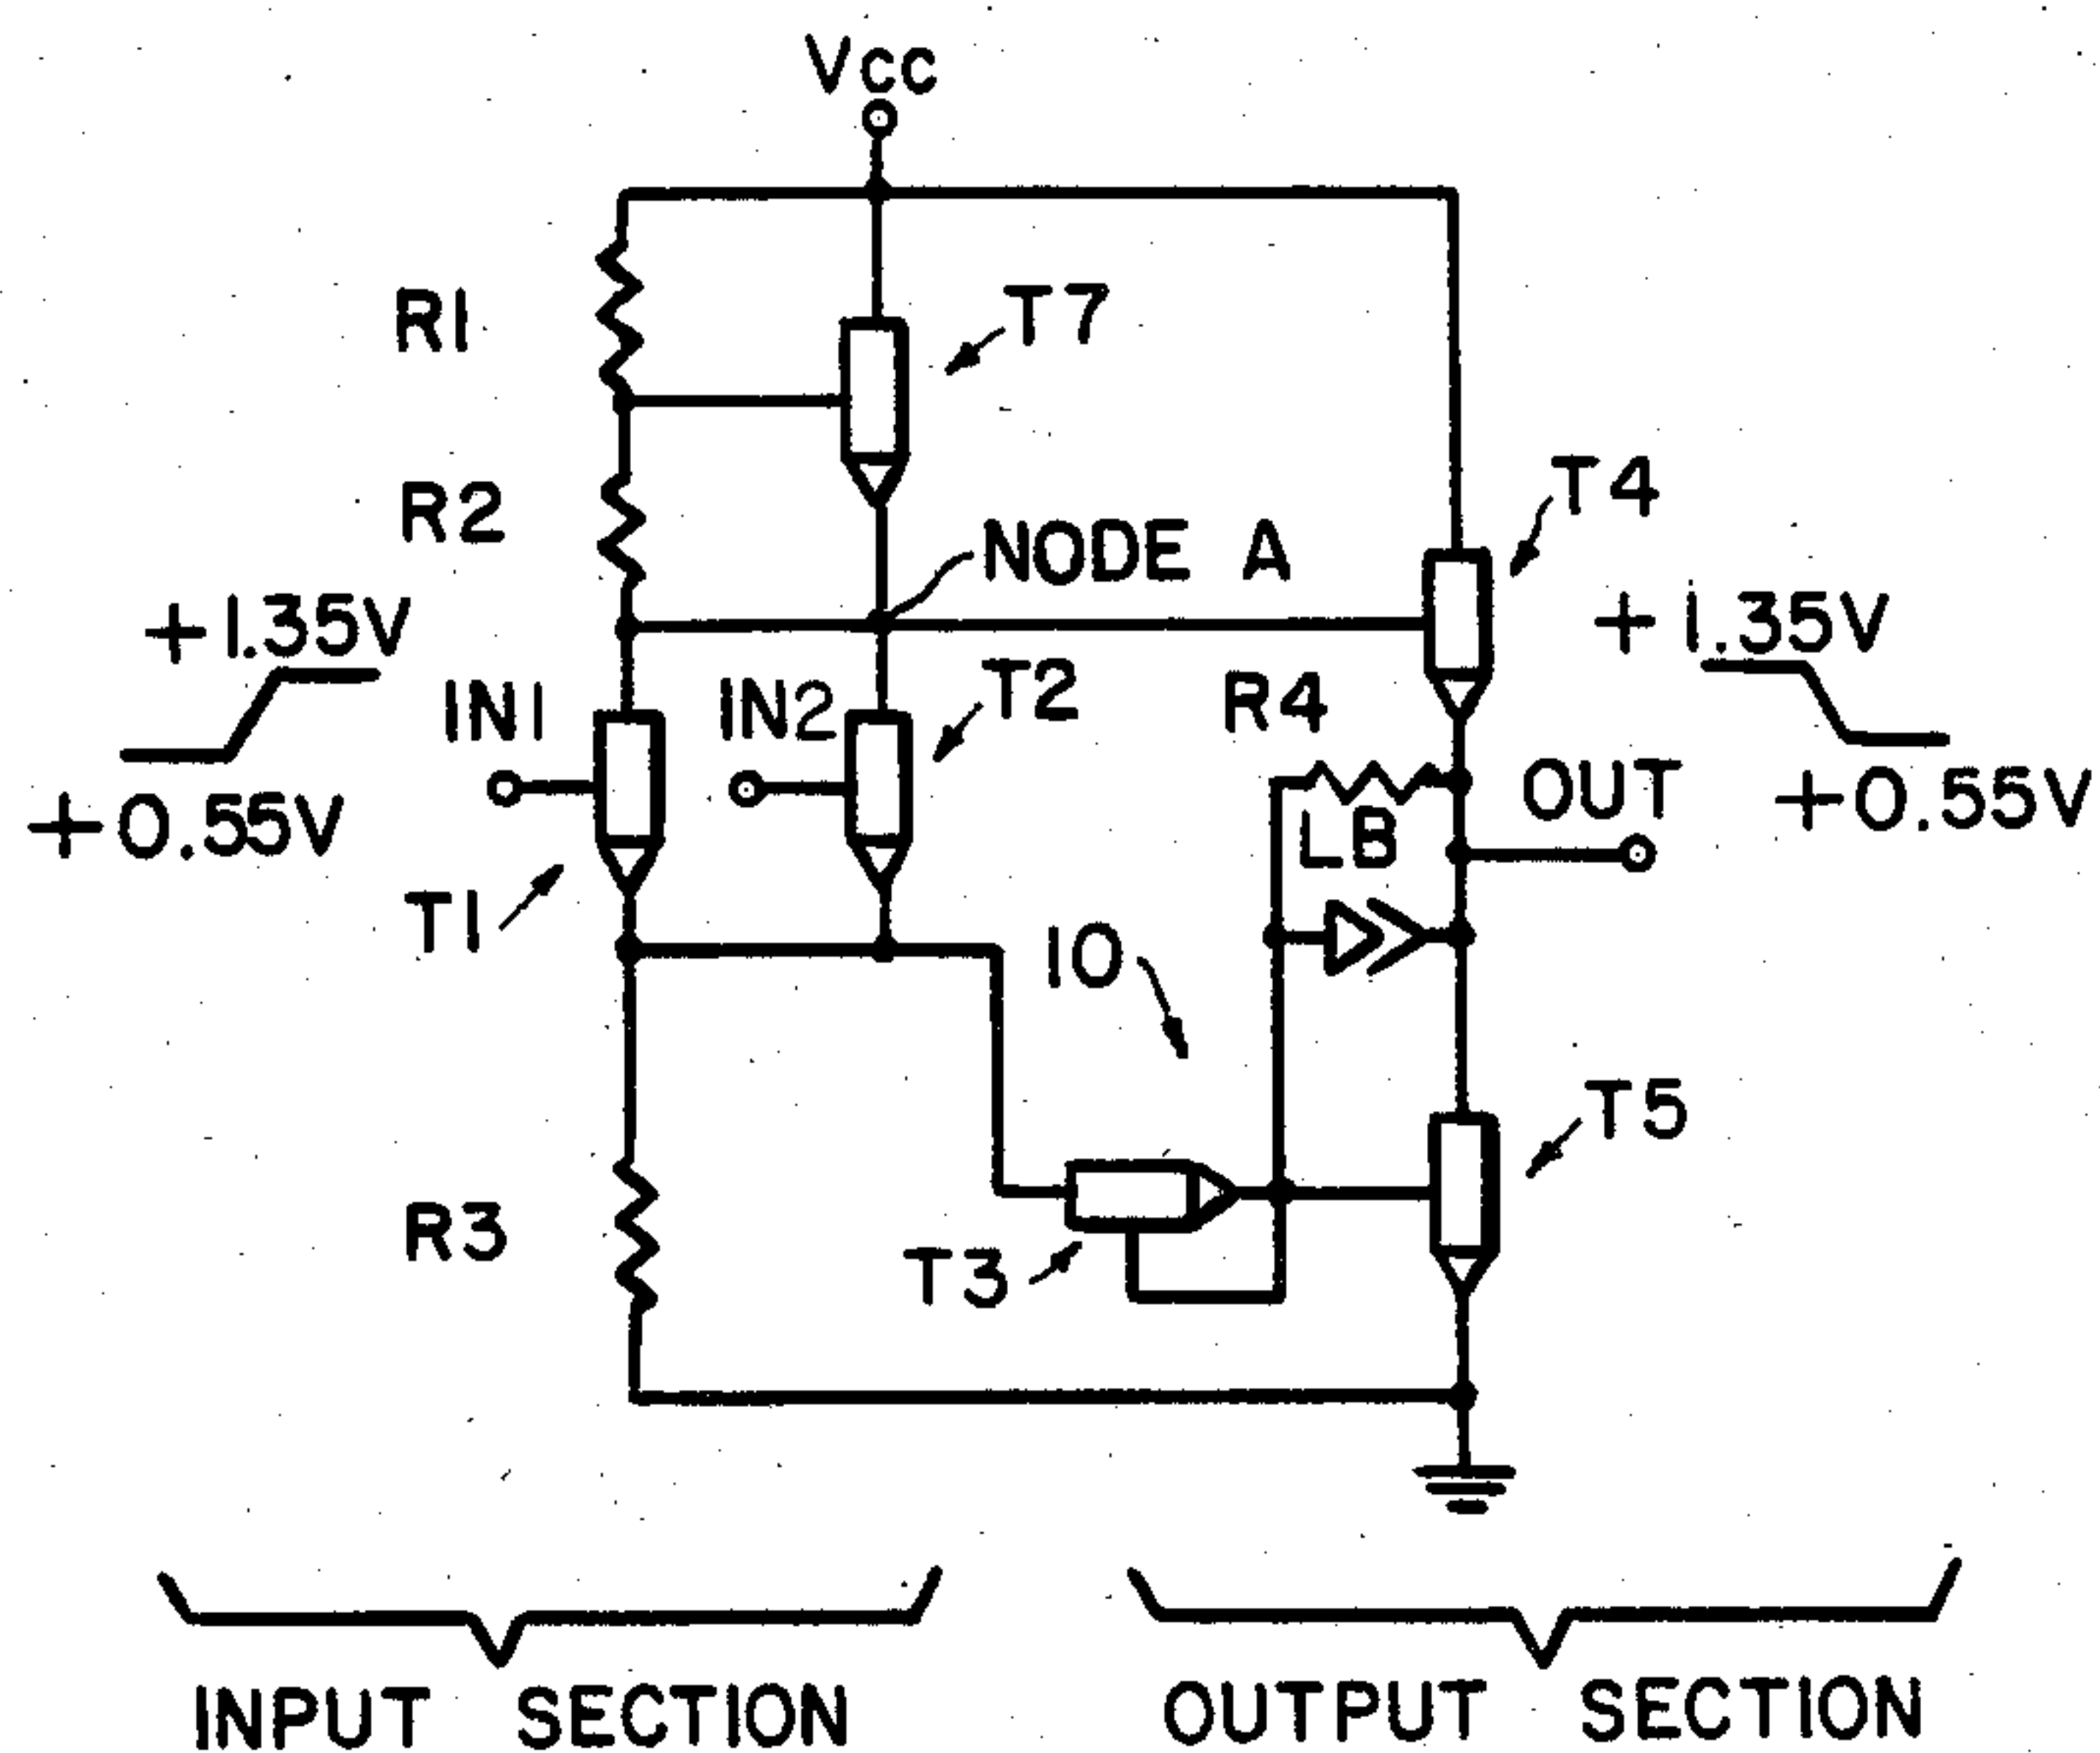 Vcc
R1
T7
R2
NODE A
T4
+1.35V
IN1
IN2
T2
R4
+1.35V
+0.55V
T1
LB
OUT
+0.55V
10
T5
R3
T3
INPUT SECTION
OUTPUT SECTION